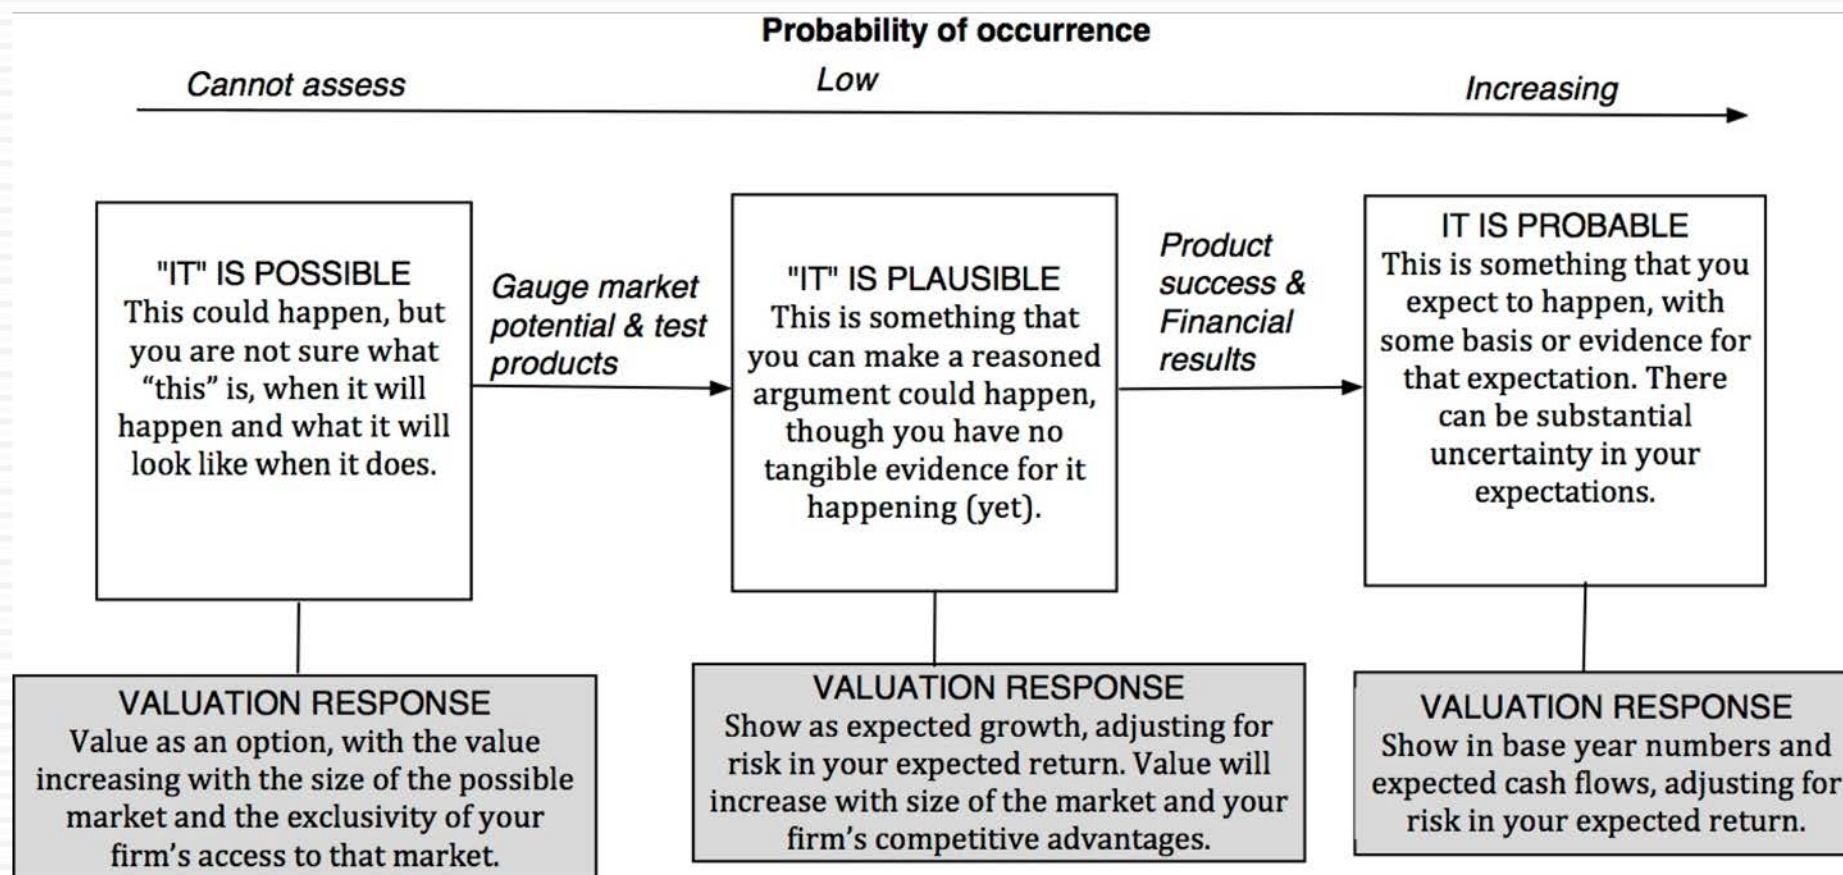 Probability of occurrence
Cannot assess
Low
Increasing
"IT" IS POSSIBLE
This could happen, but
you are not sure what
“this” is, when it will
happen and what it will
look like when it does.
Gauge market
potential & test
products
"IT" IS PLAUSIBLE
This is something that
you can make a reasoned
argument could happen,
though you have no
tangible evidence for it
happening (yet).
Product
success &
Financial
results
IT IS PROBABLE
This is something that you
expect to happen, with
some basis or evidence for
that expectation. There
can be substantial
uncertainty in your
expectations.
VALUATION RESPONSE
Value as an option, with the value
increasing with the size of the possible
market and the exclusivity of your
firm’s access to that market.
VALUATION RESPONSE
Show as expected growth, adjusting for
risk in your expected return. Value will
increase with size of the market and your
firm’s competitive advantages.
VALUATION RESPONSE
Show in base year numbers and
expected cash flows, adjusting for
risk in your expected return.